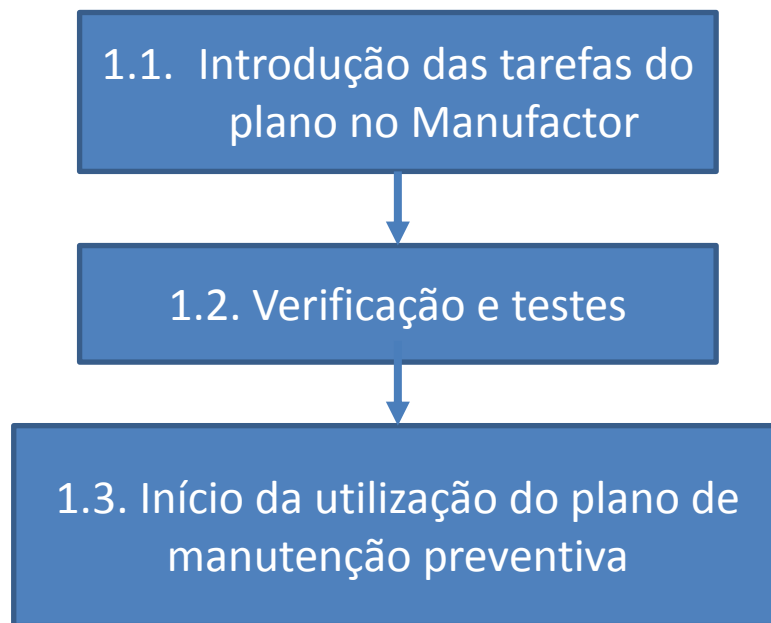 1.1. Introdução das tarefas do
plano no Manufactor
1.2. Verificação e testes
1.3. Início da utilização do plano de
manutenção preventiva